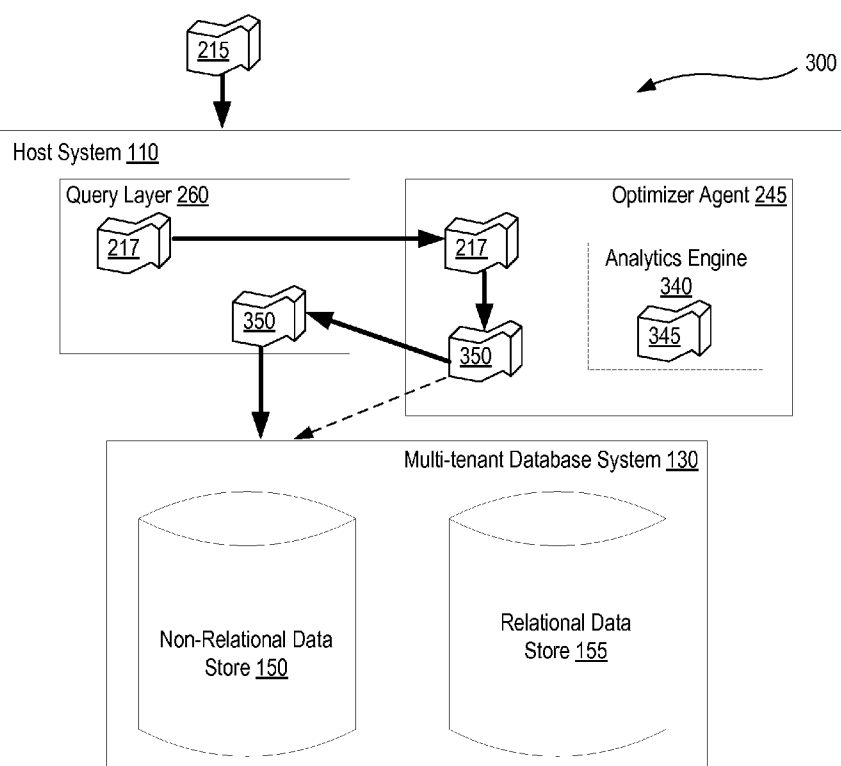 215
300
Host System 110
Query Layer 260
Optimizer Agent 245
217
217
Analytics Engine
340
350
350
345
Multi-tenant Database System 130
Non-Relational Data
Store 150
Relational Data
Store 155